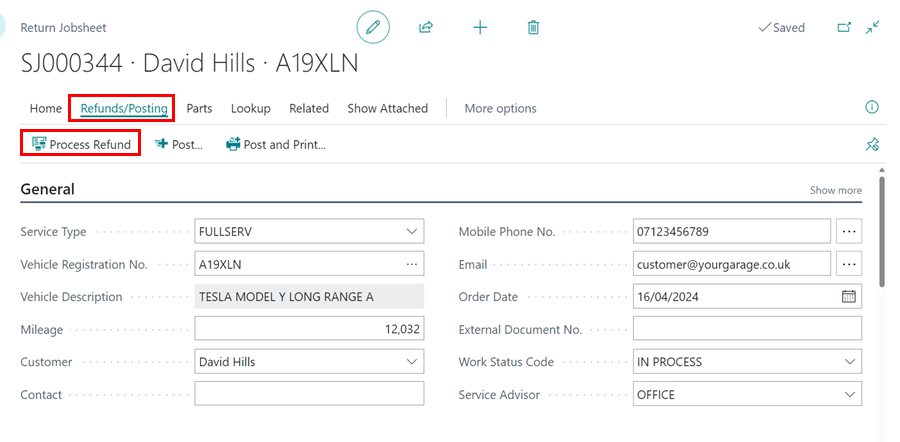 Return Jobsheet
Saved
SJ000344 · David Hills · A19XLN
Home Refunds/Posting Parts Lookup Related Show Attached More options
Process Refund Post... Post and Print...
General Show more
Service Type FULLSERV Mobile Phone No. 07123456789
Vehicle Registration No. A19XLN Email customer@yourgarage.co.uk
Vehicle Description TESLA MODEL Y LONG RANGE A Order Date 16/04/2024
Mileage 12,032 External Document No.
Customer David Hills Work Status Code IN PROCESS
Contact Service Advisor OFFICE